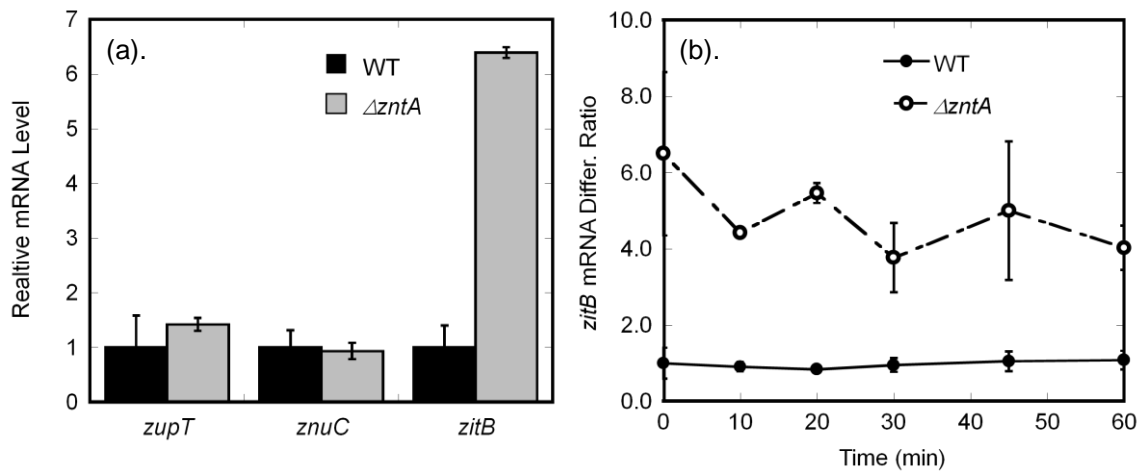 (a).
WT
ΔzntA
Realtive mRNA Level
7
6
5
4
3
2
1
0
zupT znuC zitB
(b).
WT
ΔzntA
zitB mRNA Differ. Ratio
10.0
8.0
6.0
4.0
2.0
0.0
0 10 20 30 40 50 60
Time (min)